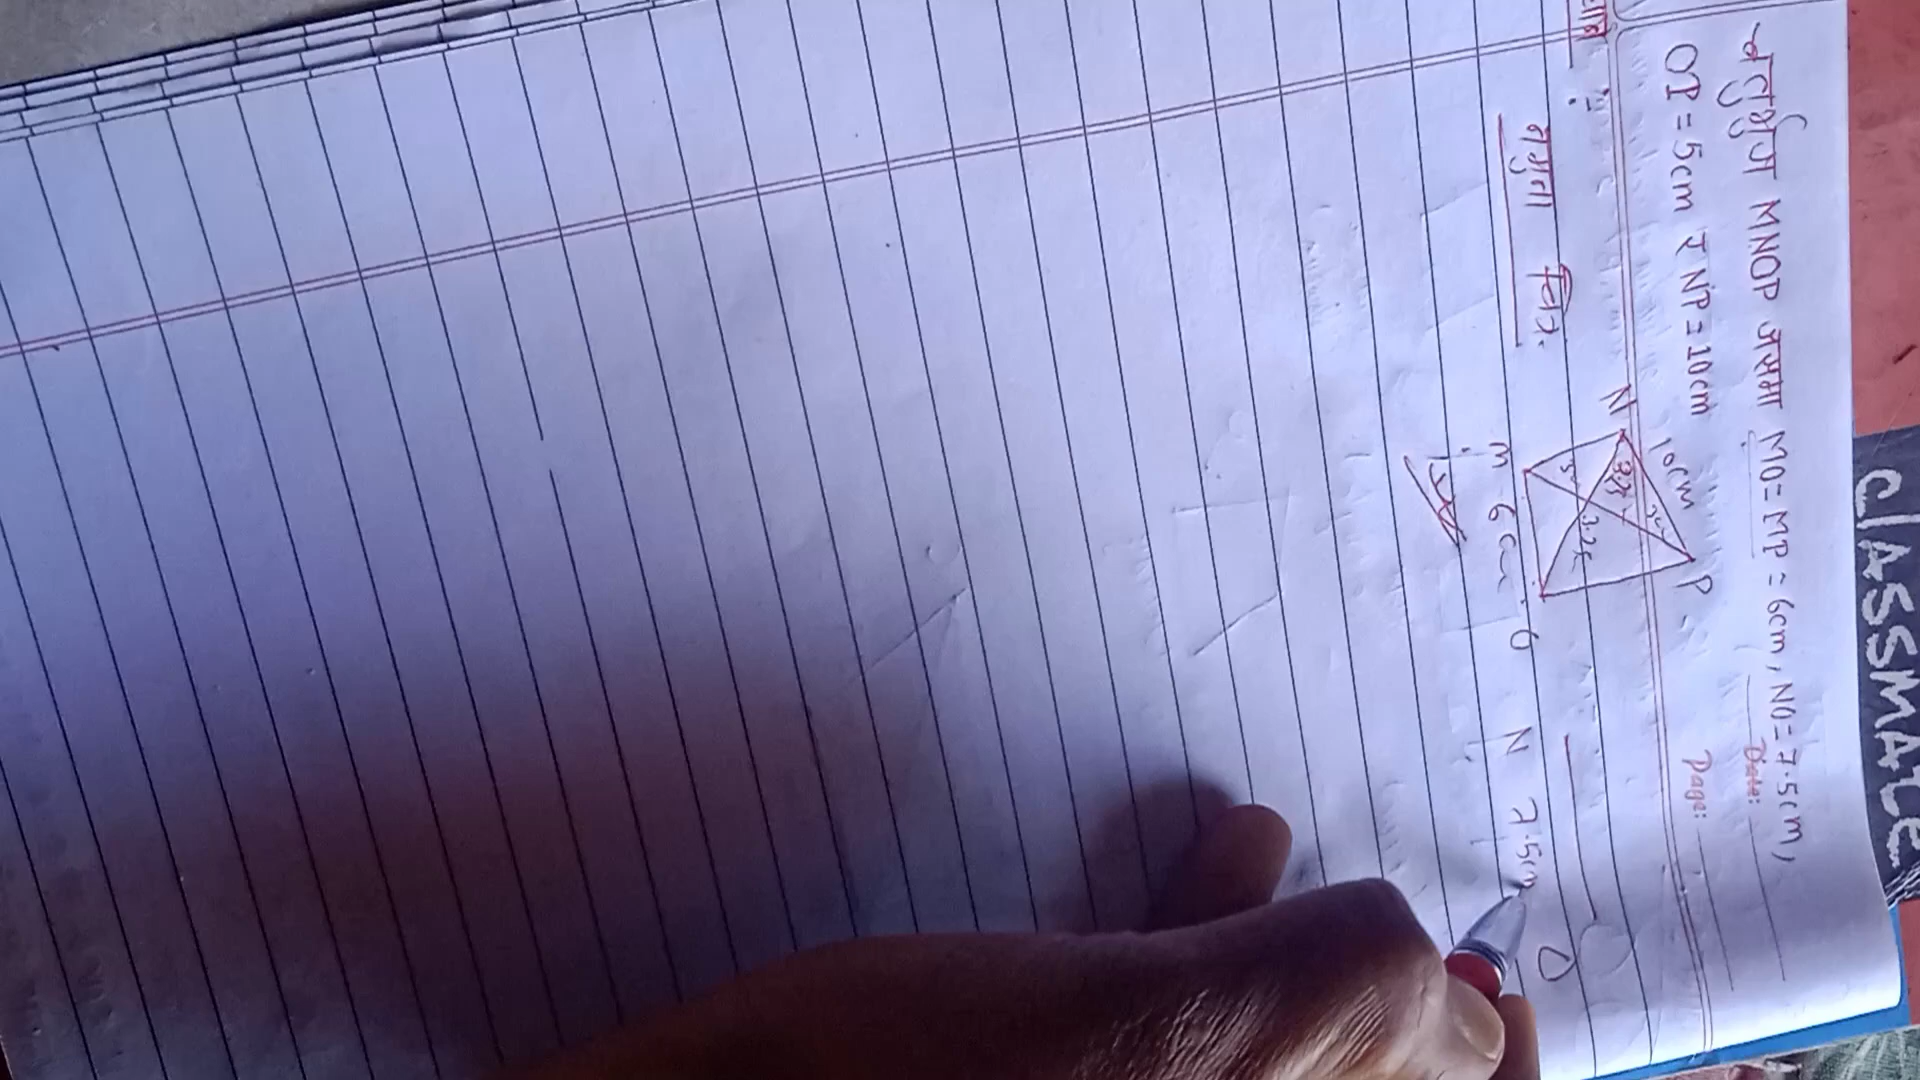 चतुर्भुज MNOP जसमा MO = MP = 6cm, NO = 7.5cm,
OP = 5cm र NP = 10cm
Date:
Page:
नमुना चित्र
N
10cm
P
m 6cm O
N 7.5cm O
CLASSMATE